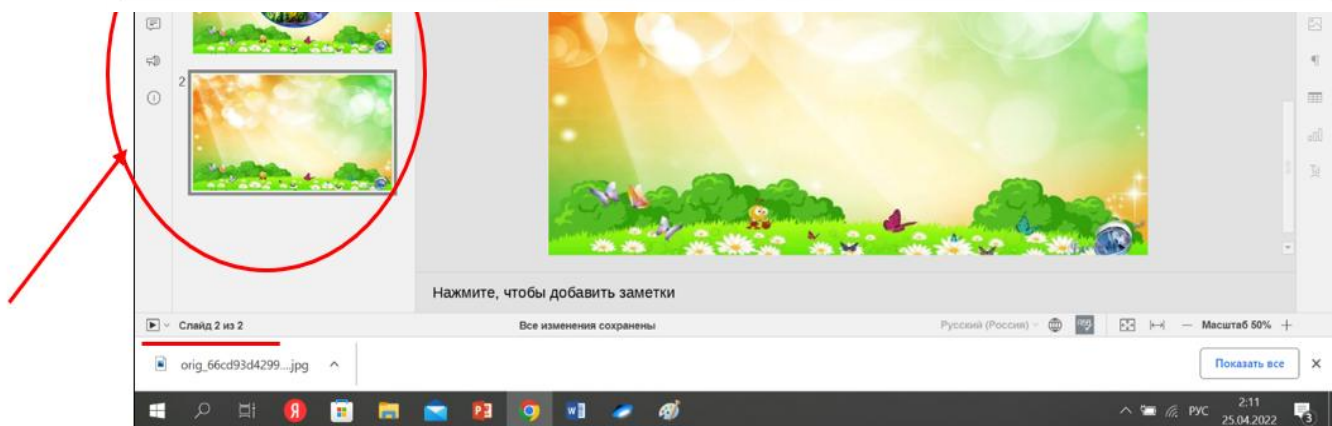 2
Нажмите, чтобы добавить заметки
Слайд 2 из 2
Все изменения сохранены
Русский (Россия)
Масштаб 50%
orig_66cd93d4299....jpg
Показать все
РУС
2:11
25.04.2022
3